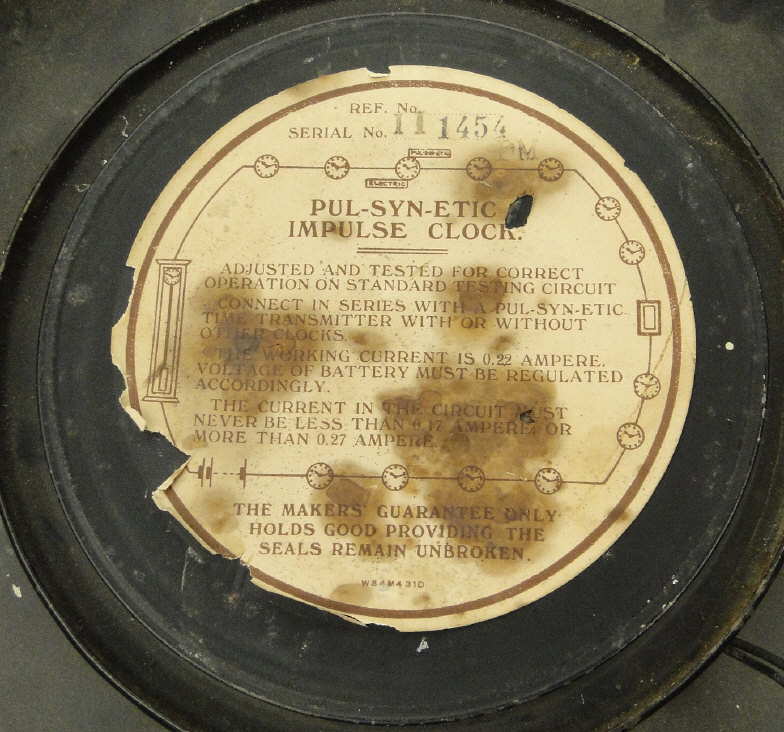 REF. No.
SERIAL No. 11 1454
PM
PUL-SYN-ETIC
ELECTRIC
PUL-SYN-ETIC
IMPULSE CLOCK.
ADJUSTED AND TESTED FOR CORRECT
OPERATION ON STANDARD TESTING CIRCUIT
CONNECT IN SERIES WITH A PUL-SYN-ETIC
TIME TRANSMITTER WITH OR WITHOUT
OTHER CLOCKS.
THE WORKING CURRENT IS 0.22 AMPERE.
VOLTAGE OF BATTERY MUST BE REGULATED
ACCORDINGLY.
THE CURRENT IN THE CIRCUIT MUST
NEVER BE LESS THAN 0.17 AMPERE, OR
MORE THAN 0.27 AMPERE.
THE MAKERS' GUARANTEE ONLY
HOLDS GOOD PROVIDING THE
SEALS REMAIN UNBROKEN.
W84M431D